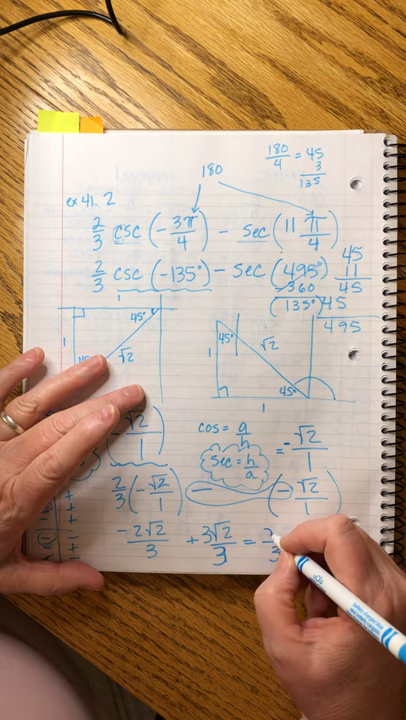 180/4 = 45
3
135
180
ex 41. 2
2/3 csc (-3π/4) - sec (11 π/4)
2/3 csc (-135°) - sec (495°)
45
11
45
45
495
-360
(135°)
45°
1
√2
45°
√2
1
45°
1
-√2/1
cos = a/h
sec = h/a
= -√2/1
2/3 (-√2/1) - (-√2/1)
-2√2/3 + 3√2/3 =